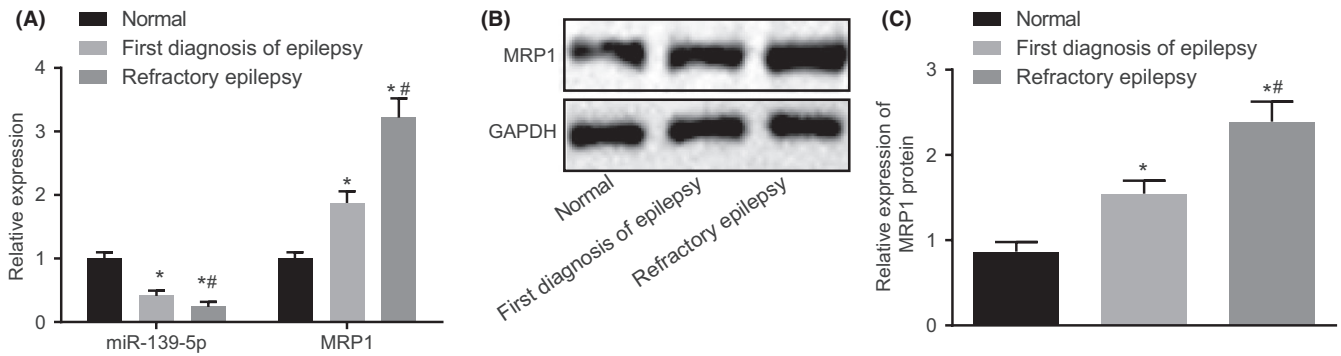 (A)
Normal
First diagnosis of epilepsy
Refractory epilepsy
Relative expression
4
3
2
1
0
*
*#
*
* #
miR-139-5p
MRP1
(B)
MRP1
GAPDH
Normal
First diagnosis of epilepsy
Refractory epilepsy
(C)
Normal
First diagnosis of epilepsy
Refractory epilepsy
Relative expression of
MRP1 protein
3
2
1
0
*
*#